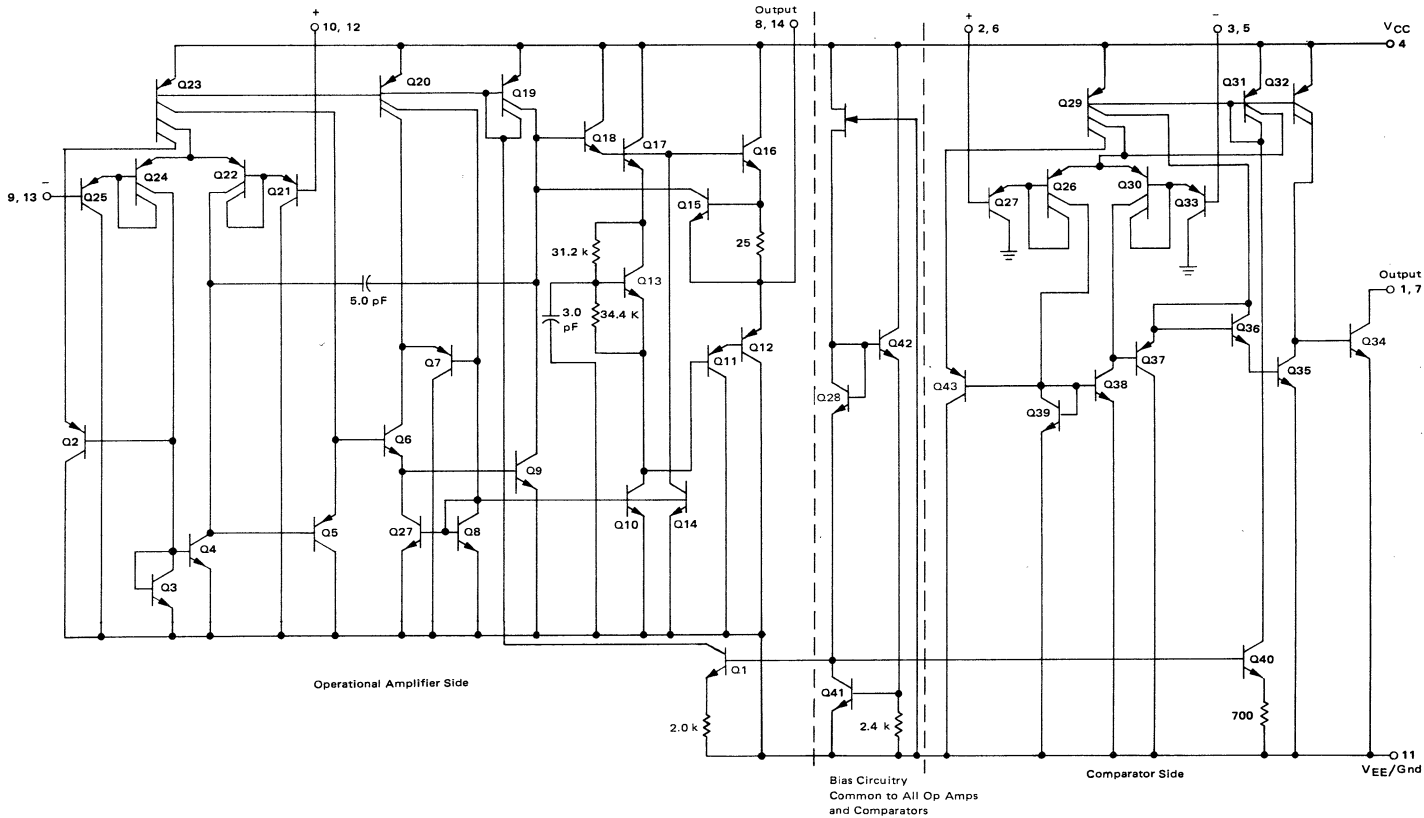 +
10, 12
Output
8, 14
+
2, 6
−
3, 5
VCC
4
Q23
Q20
Q19
Q18
Q17
Q16
Q29
Q31
Q32
−
9, 13
Q25
Q24
Q22
Q21
Q15
25
Q27
Q26
Q30
Q33
31.2 k
Q13
5.0 pF
3.0
pF
34.4 K
Output
1, 7
Q7
Q11
Q12
Q42
Q28
Q43
Q39
Q38
Q37
Q36
Q35
Q34
Q2
Q6
Q9
Q5
Q27
Q8
Q10
Q14
Q4
Q3
Q1
Q40
Q41
Operational Amplifier Side
2.0 k
2.4 k
700
11
VEE/Gnd
Bias Circuitry
Common to All Op Amps
and Comparators
Comparator Side